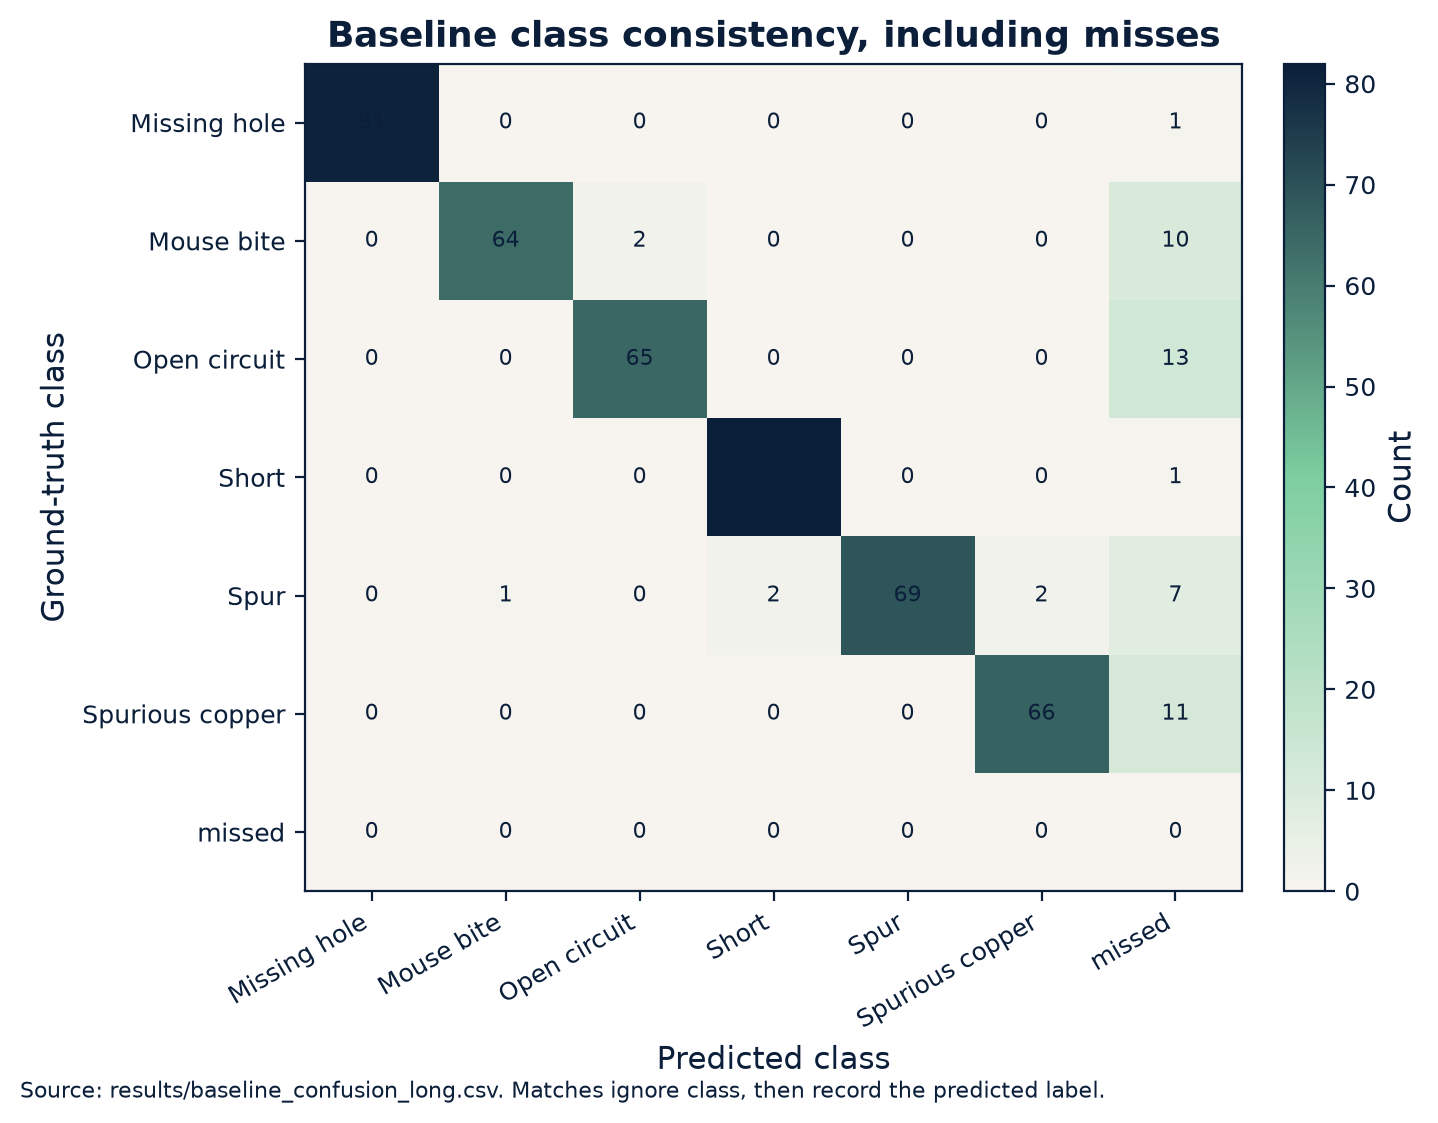 Baseline class consistency, including misses
Missing hole 81 0 0 0 0 0 1
Mouse bite 0 64 2 0 0 0 10
Open circuit 0 0 65 0 0 0 13
Short 0 0 0 0 0 1
Spur 0 1 0 2 69 2 7
Spurious copper 0 0 0 0 0 66 11
missed 0 0 0 0 0 0 0
Ground-truth class
Missing hole Mouse bite Open circuit Short Spur Spurious copper missed
Predicted class
80
70
60
50
40
30
20
10
0
Count
Source: results/baseline_confusion_long.csv. Matches ignore class, then record the predicted label.